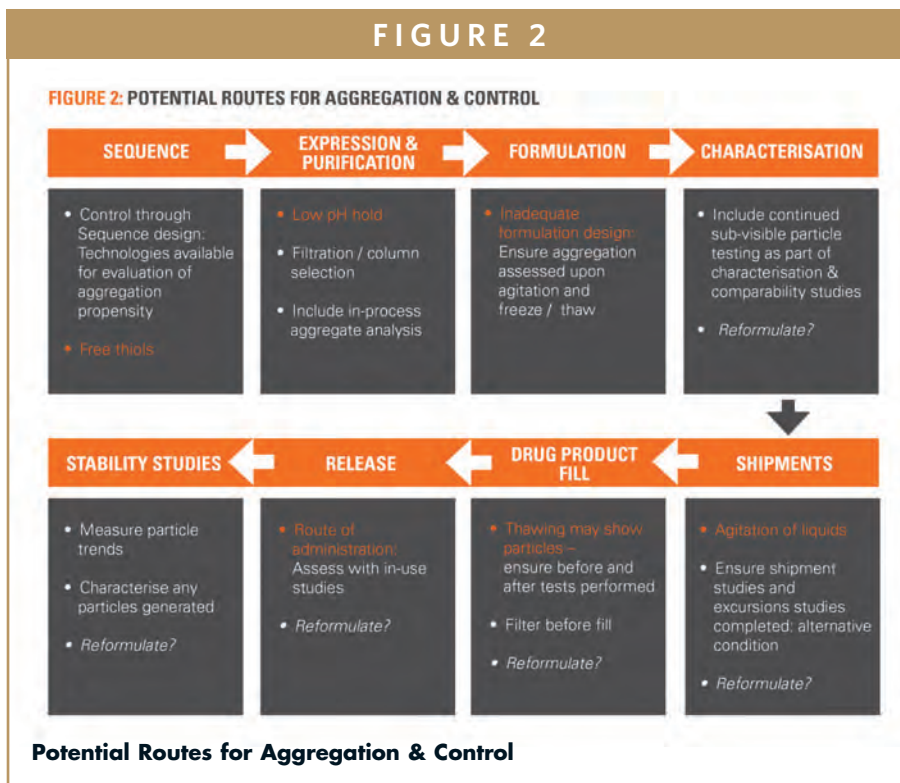 FIGURE 2
FIGURE 2: POTENTIAL ROUTES FOR AGGREGATION & CONTROL
SEQUENCE
• Control through
Sequence design:
Technologies available
for evaluation of
aggregation
propensity
• Free thiols
EXPRESSION &
PURIFICATION
• Low pH hold
• Filtration / column
selection
• Include in-process
aggregate analysis
FORMULATION
• Inadequate
formulation design:
Ensure aggregation
assessed upon
agitation and
freeze / thaw
CHARACTERISATION
• Include continued
sub-visible particle
testing as part of
characterisation &
comparability studies
• Reformulate?
SHIPMENTS
• Agitation of liquids
• Ensure shipment
studies and
excursions studies
completed: alternative
condition
• Reformulate?
DRUG PRODUCT
FILL
• Thawing may show
particles –
ensure before and
after tests performed
• Filter before fill
• Reformulate?
RELEASE
• Route of
administration:
Assess with in-use
studies
• Reformulate?
STABILITY STUDIES
• Measure particle
trends
• Characterise any
particles generated
• Reformulate?
Potential Routes for Aggregation & Control